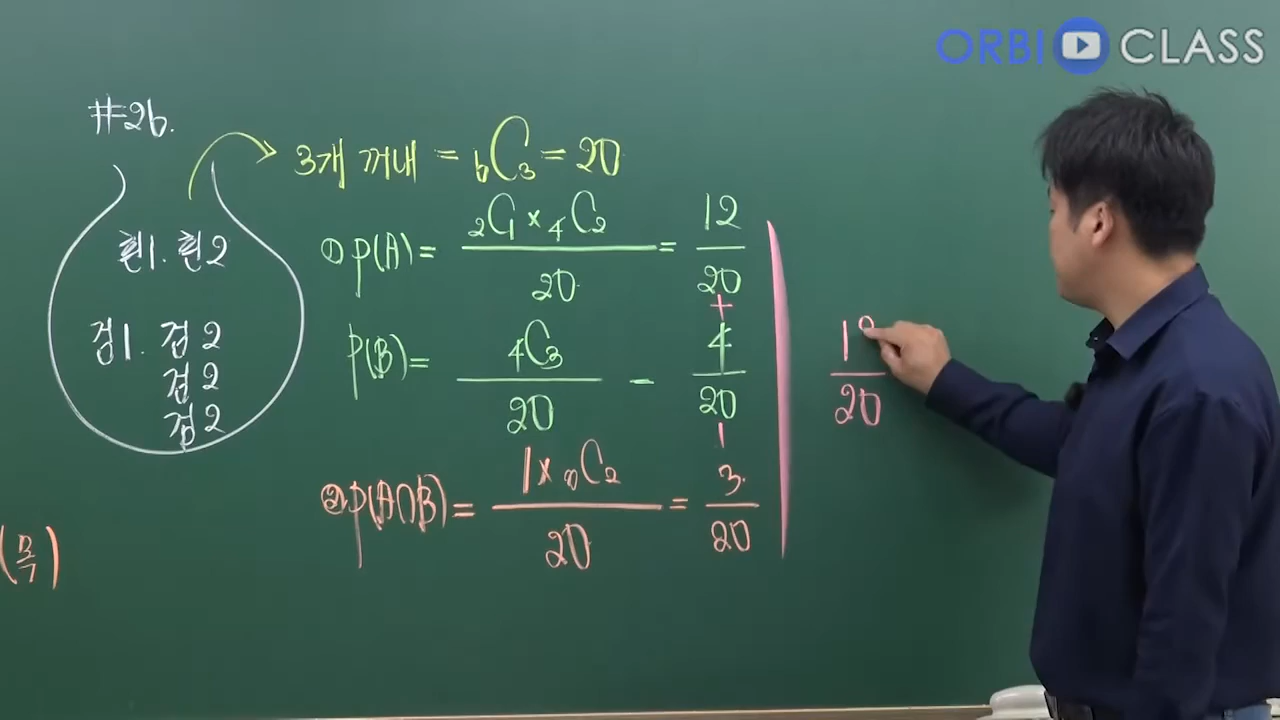 ORBI CLASS
#26.
3개 꺼내 = ₆C₃ = 20
흰1. 흰2
검1. 검2
검2
검2
① P(A) = ₂C₁ × ₄C₂ / 20 = 12/20
+
P(B) = ₄C₃ / 20 - 4/20
② P(A∩B) = 1 × ₃C₂ / 20 = 3/20
20